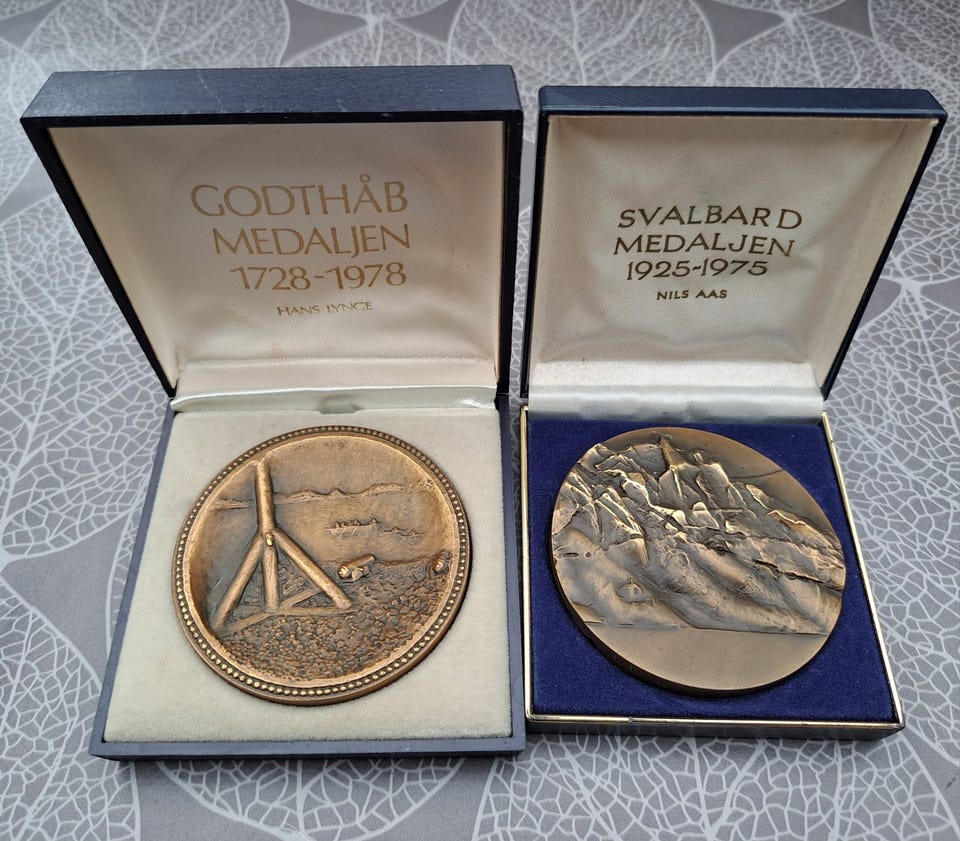 GODTHÅB
MEDALJEN
1728-1978
HANS LYNGE
SVALBARD
MEDALJEN
1925-1975
NILS AAS